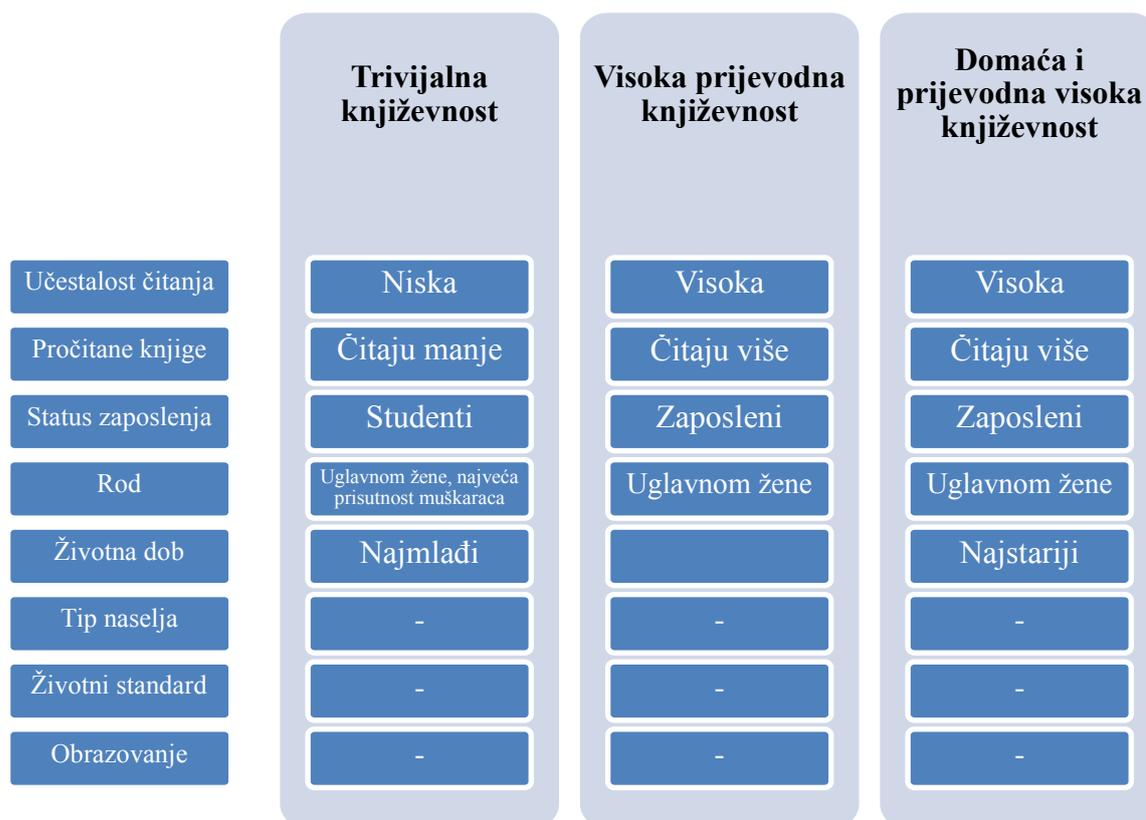 Trivijalna
književnost
Visoka prijevodna
književnost
Domaća i
prijevodna visoka
književnost
Učestalost čitanja
Niska
Visoka
Visoka
Pročitane knjige
Čitaju manje
Čitaju više
Čitaju više
Status zaposlenja
Studenti
Zaposleni
Zaposleni
Rod
Uglavnom žene, najveća
prisutnost muškaraca
Uglavnom žene
Uglavnom žene
Životna dob
Najmlađi
Najstariji
Tip naselja
-
-
-
Životni standard
-
-
-
Obrazovanje
-
-
-